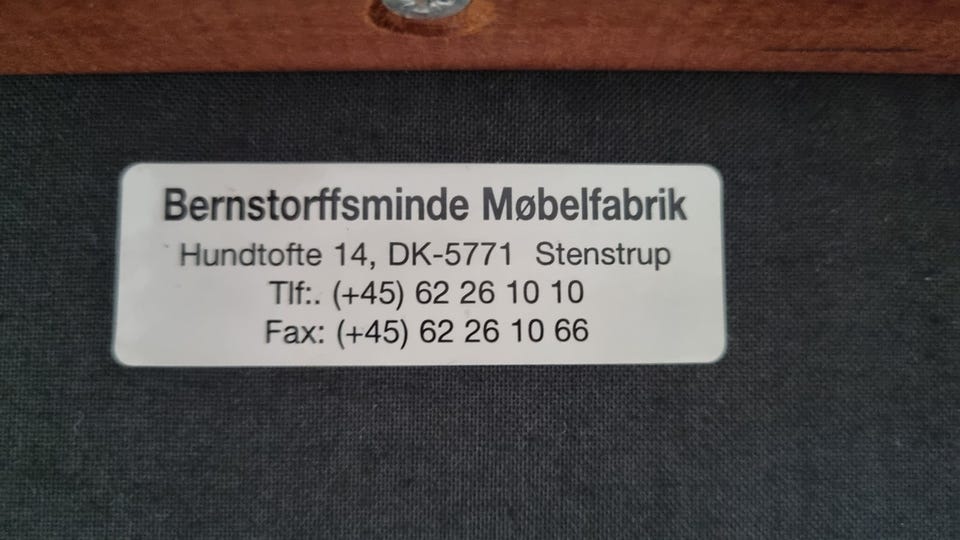 Bernstorffsminde Møbelfabrik
Hundtofte 14, DK-5771 Stenstrup
Tlf:. (+45) 62 26 10 10
Fax: (+45) 62 26 10 66